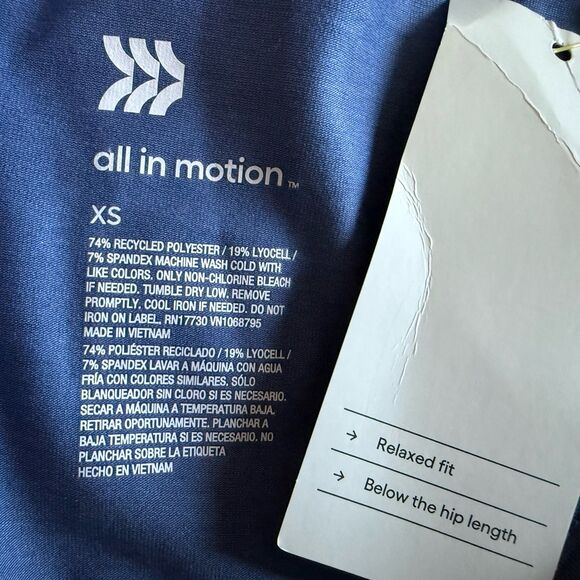 all in motion™
XS
74% RECYCLED POLYESTER / 19% LYOCELL /
7% SPANDEX MACHINE WASH COLD WITH
LIKE COLORS. ONLY NON-CHLORINE BLEACH
IF NEEDED. TUMBLE DRY LOW. REMOVE
PROMPTLY. COOL IRON IF NEEDED. DO NOT
IRON ON LABEL. RN17730 VN1068795
MADE IN VIETNAM
74% POLIÉSTER RECICLADO / 19% LYOCELL /
7% SPANDEX LAVAR A MÁQUINA CON AGUA
FRÍA CON COLORES SIMILARES. SÓLO
BLANQUEADOR SIN CLORO SI ES NECESARIO.
SECAR A MÁQUINA A TEMPERATURA BAJA.
RETIRAR OPORTUNAMENTE. PLANCHAR A
BAJA TEMPERATURA SI ES NECESARIO. NO
PLANCHAR SOBRE LA ETIQUETA
HECHO EN VIETNAM
→ Relaxed fit
→ Below the hip length